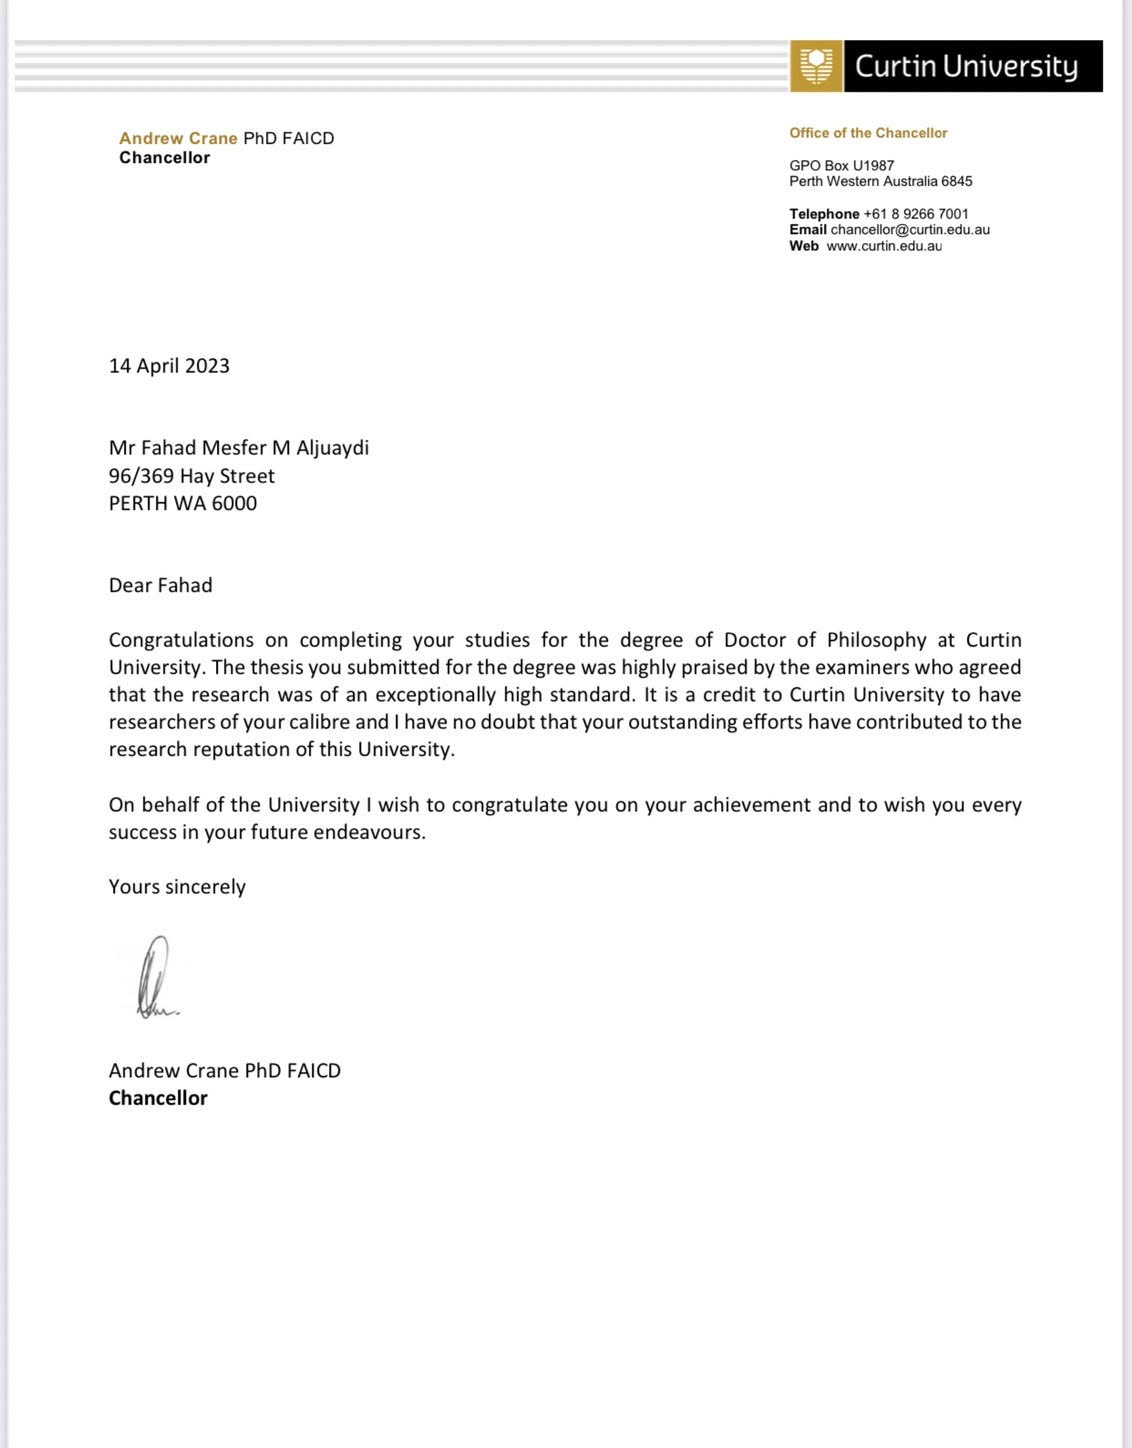 Curtin University
Andrew Crane PhD FAICD
Chancellor
Office of the Chancellor
GPO Box U1987
Perth Western Australia 6845
Telephone +61 8 9266 7001
Email chancellor@curtin.edu.au
Web www.curtin.edu.au
14 April 2023
Mr Fahad Mesfer M Aljuaydi
96/369 Hay Street
PERTH WA 6000
Dear Fahad
Congratulations on completing your studies for the degree of Doctor of Philosophy at Curtin
University. The thesis you submitted for the degree was highly praised by the examiners who agreed
that the research was of an exceptionally high standard. It is a credit to Curtin University to have
researchers of your calibre and I have no doubt that your outstanding efforts have contributed to the
research reputation of this University.
On behalf of the University I wish to congratulate you on your achievement and to wish you every
success in your future endeavours.
Yours sincerely
Andrew Crane PhD FAICD
Chancellor